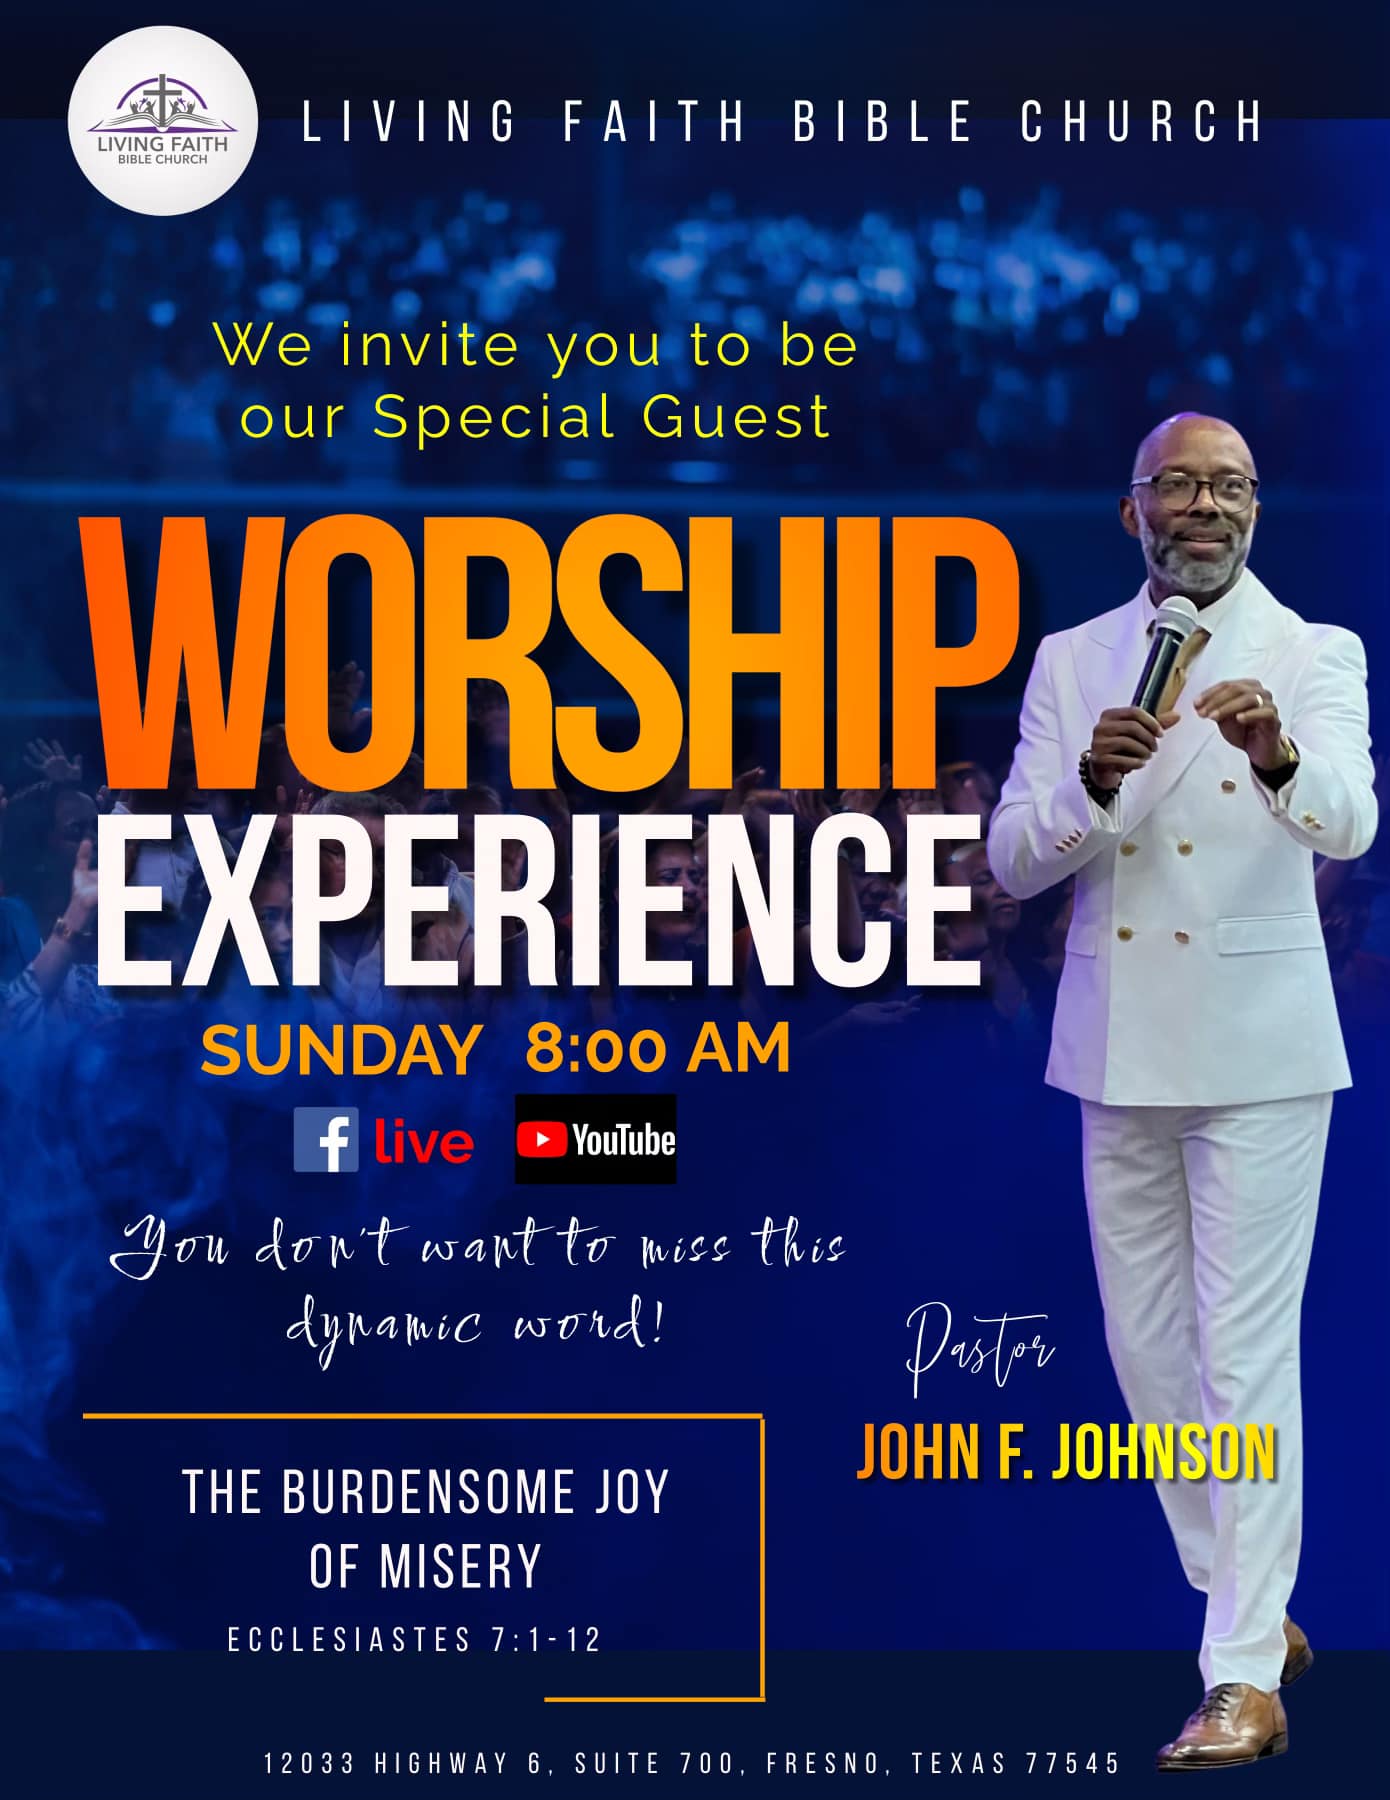 LIVING FAITH
BIBLE CHURCH
LIVING FAITH BIBLE CHURCH
We invite you to be
our Special Guest
WORSHIP
EXPERIENCE
SUNDAY 8:00 AM
f live YouTube
You don't want to miss this
dynamic word!
Pastor
JOHN F. JOHNSON
THE BURDENSOME JOY
OF MISERY
ECCLESIASTES 7:1-12
12033 HIGHWAY 6, SUITE 700, FRESNO, TEXAS 77545